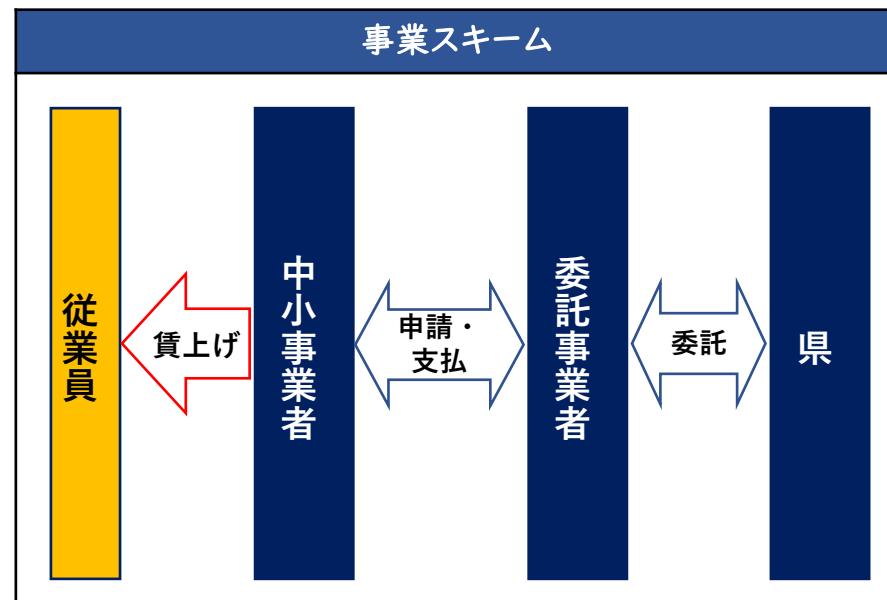 事業スキーム
従業員
賃上げ
中小事業者
申請・
支払
委託事業者
委託
県